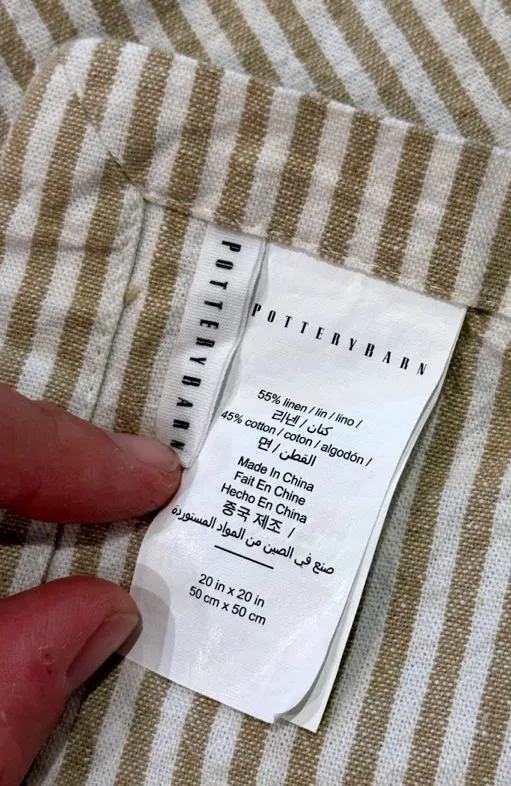 POTTERYBARN
POTTERYBARN
55% linen / lin / lino /
리넨 / كتان
45% cotton / coton / algodón /
면 / القطن
Made In China
Fait En Chine
Hecho En China
중국 제조 /
صنع في الصين من المواد المستوردة
20 in x 20 in
50 cm x 50 cm